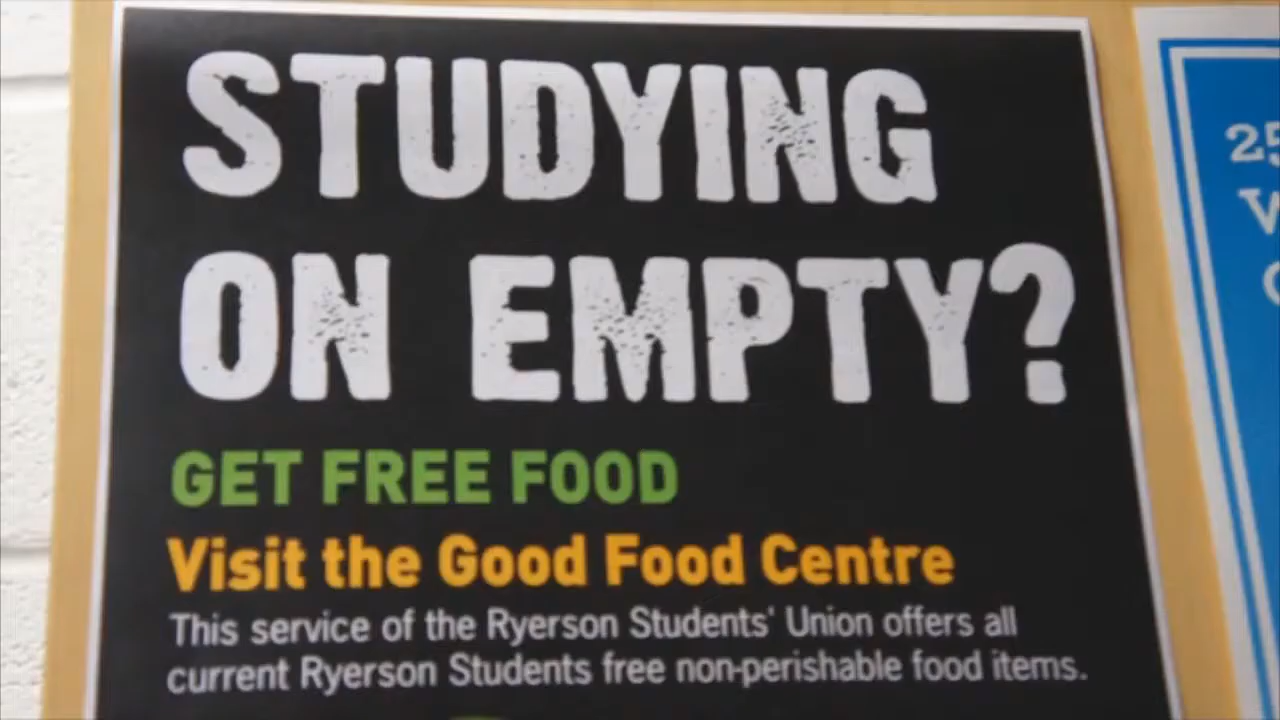 STUDYING
ON EMPTY?
GET FREE FOOD
Visit the Good Food Centre
This service of the Ryerson Students' Union offers all
current Ryerson Students free non-perishable food items.